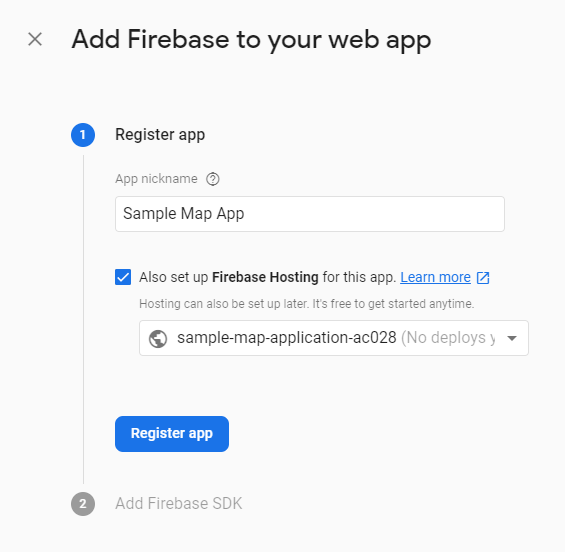 Add Firebase to your web app
1
Register app
App nickname
Sample Map App
Also set up Firebase Hosting for this app. Learn more
Hosting can also be set up later. It's free to get started anytime.
sample-map-application-ac028 (No deploys
Register app
2
Add Firebase SDK